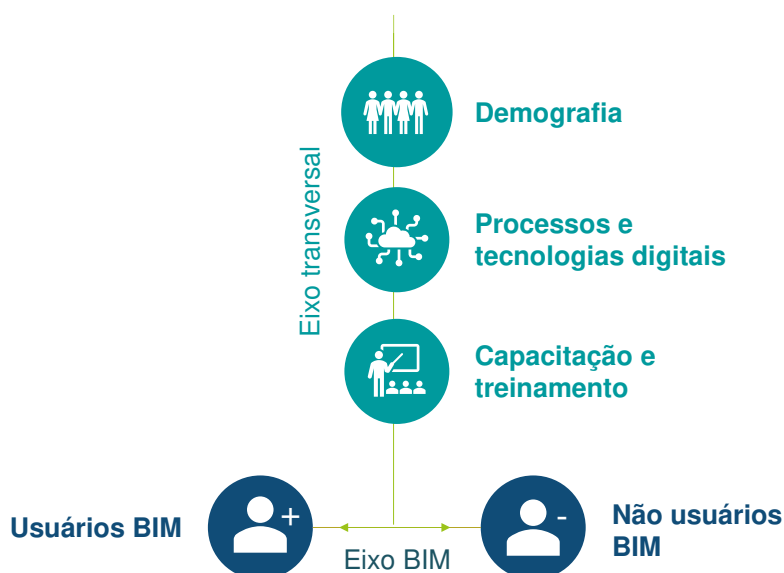 Demografia
Eixo transversal
Processos e
tecnologias digitais
Capacitação e
treinamento
Usuários BIM
+
-
Não usuários
BIM
Eixo BIM